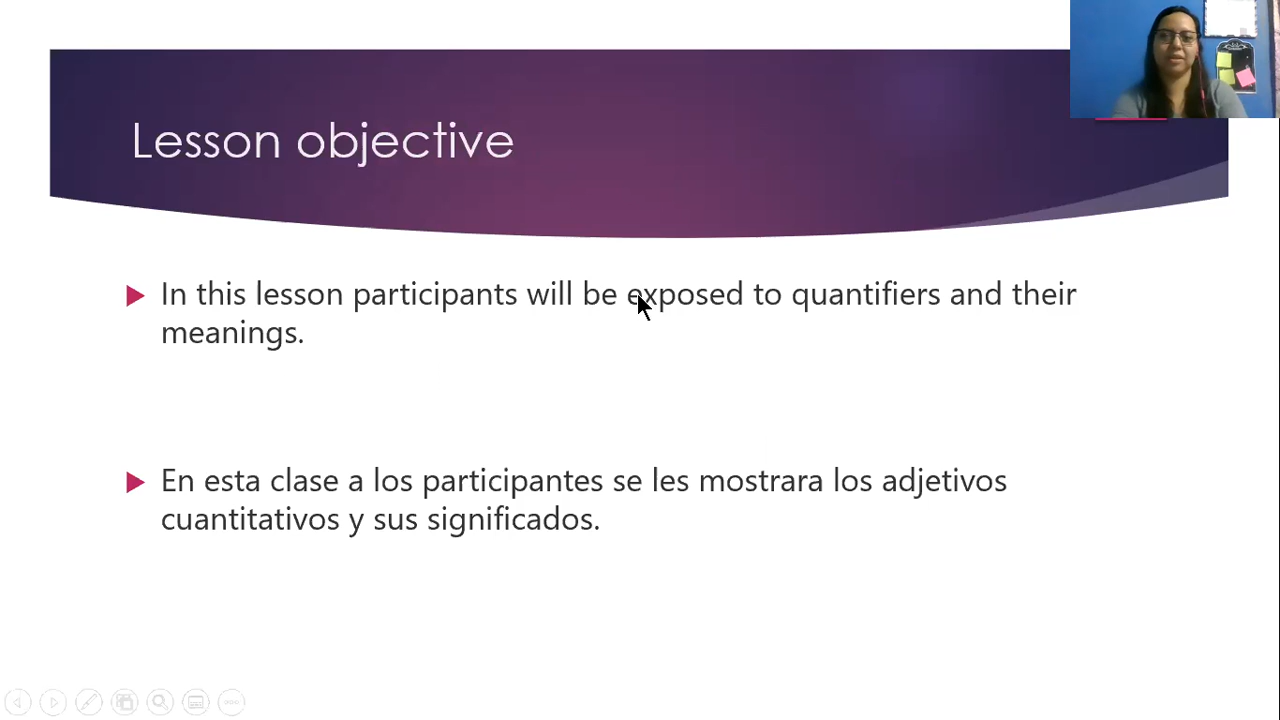 Lesson objective
In this lesson participants will be exposed to quantifiers and their
meanings.
En esta clase a los participantes se les mostrara los adjetivos
cuantitativos y sus significados.